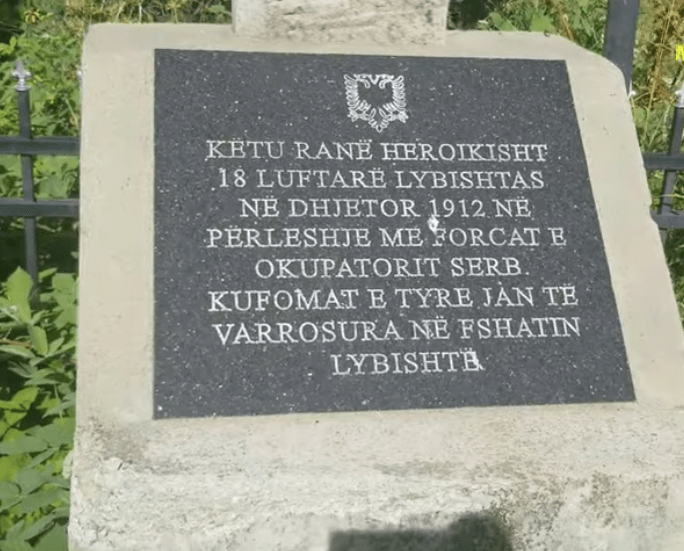 KËTU RANË HEROIKISHT
18 LUFTARË LYBISHTAS
NË DHJETOR 1912 NË
PËRLESHJE ME FORCAT E
OKUPATORIT SERB.
KUFOMAT E TYRE JAN TË
VARROSURA NË FSHATIN
LYBISHTË